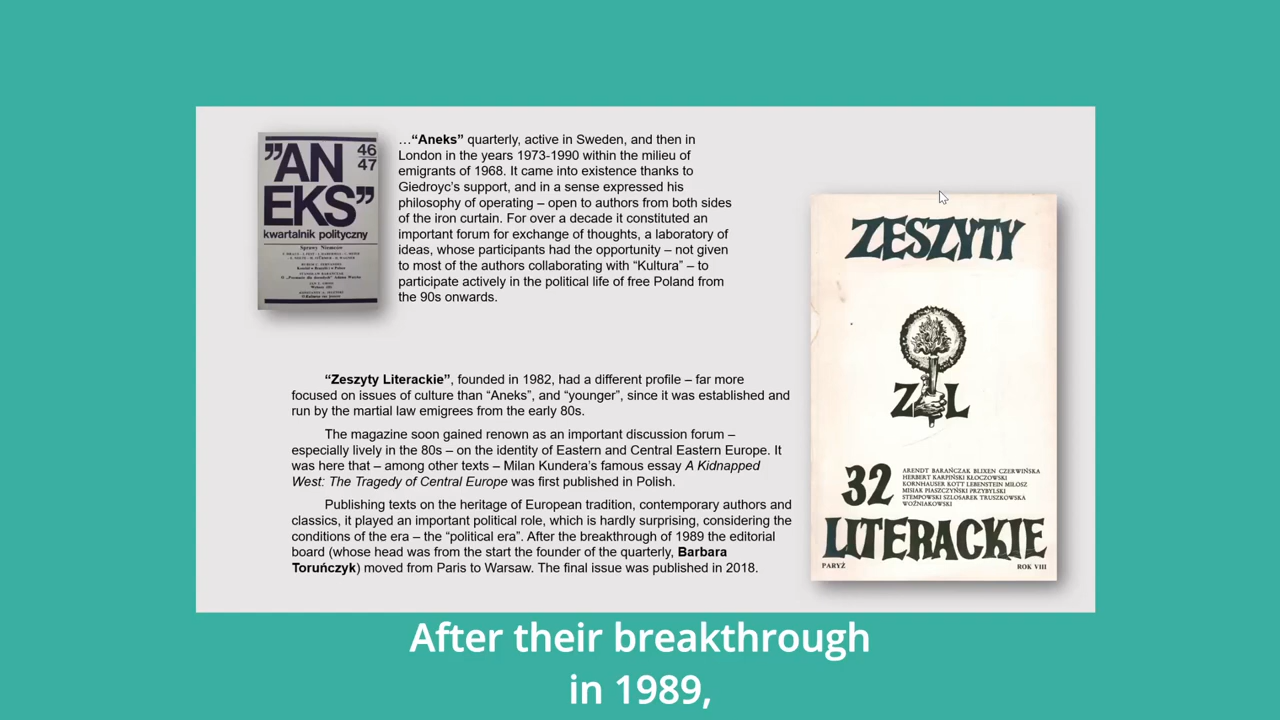 ”AN
EKS”
46
47
kwartalnik polityczny
Sprawy Niemców
…“Aneks” quarterly, active in Sweden, and then in
London in the years 1973-1990 within the milieu of
emigrants of 1968. It came into existence thanks to
Giedroyc’s support, and in a sense expressed his
philosophy of operating – open to authors from both sides
of the iron curtain. For over a decade it constituted an
important forum for exchange of thoughts, a laboratory of
ideas, whose participants had the opportunity – not given
to most of the authors collaborating with “Kultura” – to
participate actively in the political life of free Poland from
the 90s onwards.
“Zeszyty Literackie”, founded in 1982, had a different profile – far more
focused on issues of culture than “Aneks”, and “younger”, since it was established and
run by the martial law emigrees from the early 80s.
The magazine soon gained renown as an important discussion forum –
especially lively in the 80s – on the identity of Eastern and Central Eastern Europe. It
was here that – among other texts – Milan Kundera’s famous essay A Kidnapped
West: The Tragedy of Central Europe was first published in Polish.
Publishing texts on the heritage of European tradition, contemporary authors and
classics, it played an important political role, which is hardly surprising, considering the
conditions of the era – the “political era”. After the breakthrough of 1989 the editorial
board (whose head was from the start the founder of the quarterly, Barbara
Toruńczyk) moved from Paris to Warsaw. The final issue was published in 2018.
ZESZYTY
Z L
32
ARENDT BARAŃCZAK BLIXEN CZERWIŃSKA
HERBERT KARPIŃSKI KŁOCZOWSKI
KORNHAUSER KOTT LEBENSTEIN MIŁOSZ
MISIAK PIASZCZYŃSKI PRZYBYLSKI
STEMPOWSKI SZLOSAREK TRUSZKOWSKA
WOŹNIAKOWSKI
LITERACKIE
PARYŻ
ROK VIII
After their breakthrough
in 1989,